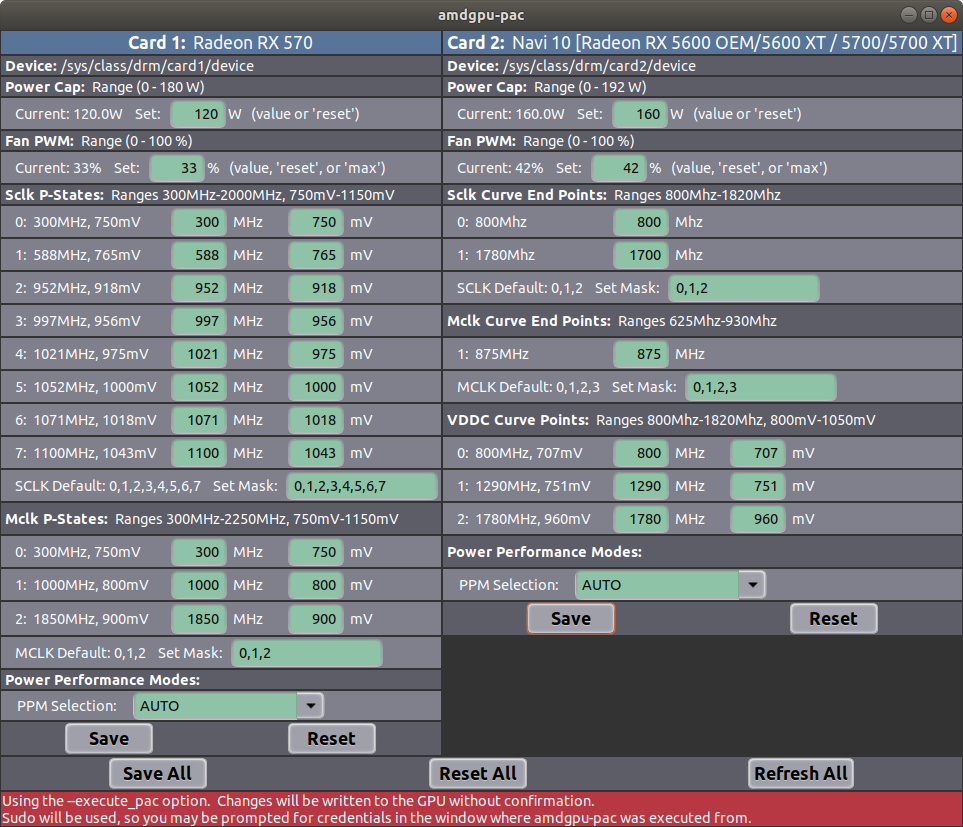 amdgpu-pac
Card 1: Radeon RX 570
Device: /sys/class/drm/card1/device
Power Cap: Range (0 - 180 W)
Current: 120.0W Set: 120 W (value or 'reset')
Fan PWM: Range (0 - 100 %)
Current: 33% Set: 33 % (value, 'reset', or 'max')
Sclk P-States: Ranges 300MHz-2000MHz, 750mV-1150mV
0: 300MHz, 750mV 300 MHz 750 mV
1: 588MHz, 765mV 588 MHz 765 mV
2: 952MHz, 918mV 952 MHz 918 mV
3: 997MHz, 956mV 997 MHz 956 mV
4: 1021MHz, 975mV 1021 MHz 975 mV
5: 1052MHz, 1000mV 1052 MHz 1000 mV
6: 1071MHz, 1018mV 1071 MHz 1018 mV
7: 1100MHz, 1043mV 1100 MHz 1043 mV
SCLK Default: 0,1,2,3,4,5,6,7 Set Mask: 0,1,2,3,4,5,6,7
Mclk P-States: Ranges 300MHz-2250MHz, 750mV-1150mV
0: 300MHz, 750mV 300 MHz 750 mV
1: 1000MHz, 800mV 1000 MHz 800 mV
2: 1850MHz, 900mV 1850 MHz 900 mV
MCLK Default: 0,1,2 Set Mask: 0,1,2
Power Performance Modes:
PPM Selection: AUTO
Save Reset
Card 2: Navi 10 [Radeon RX 5600 OEM/5600 XT / 5700/5700 XT]
Device: /sys/class/drm/card2/device
Power Cap: Range (0 - 192 W)
Current: 160.0W Set: 160 W (value or 'reset')
Fan PWM: Range (0 - 100 %)
Current: 42% Set: 42 % (value, 'reset', or 'max')
Sclk Curve End Points: Ranges 800Mhz-1820Mhz
0: 800Mhz 800 Mhz
1: 1780Mhz 1700 Mhz
SCLK Default: 0,1,2 Set Mask: 0,1,2
Mclk Curve End Points: Ranges 625Mhz-930Mhz
1: 875MHz 875 MHz
MCLK Default: 0,1,2,3 Set Mask: 0,1,2,3
VDDC Curve Points: Ranges 800Mhz-1820Mhz, 800mV-1050mV
0: 800MHz, 707mV 800 MHz 707 mV
1: 1290MHz, 751mV 1290 MHz 751 mV
2: 1780MHz, 960mV 1780 MHz 960 mV
Power Performance Modes:
PPM Selection: AUTO
Save Reset
Save All Reset All Refresh All
Using the --execute_pac option. Changes will be written to the GPU without confirmation.
Sudo will be used, so you may be prompted for credentials in the window where amdgpu-pac was executed from.